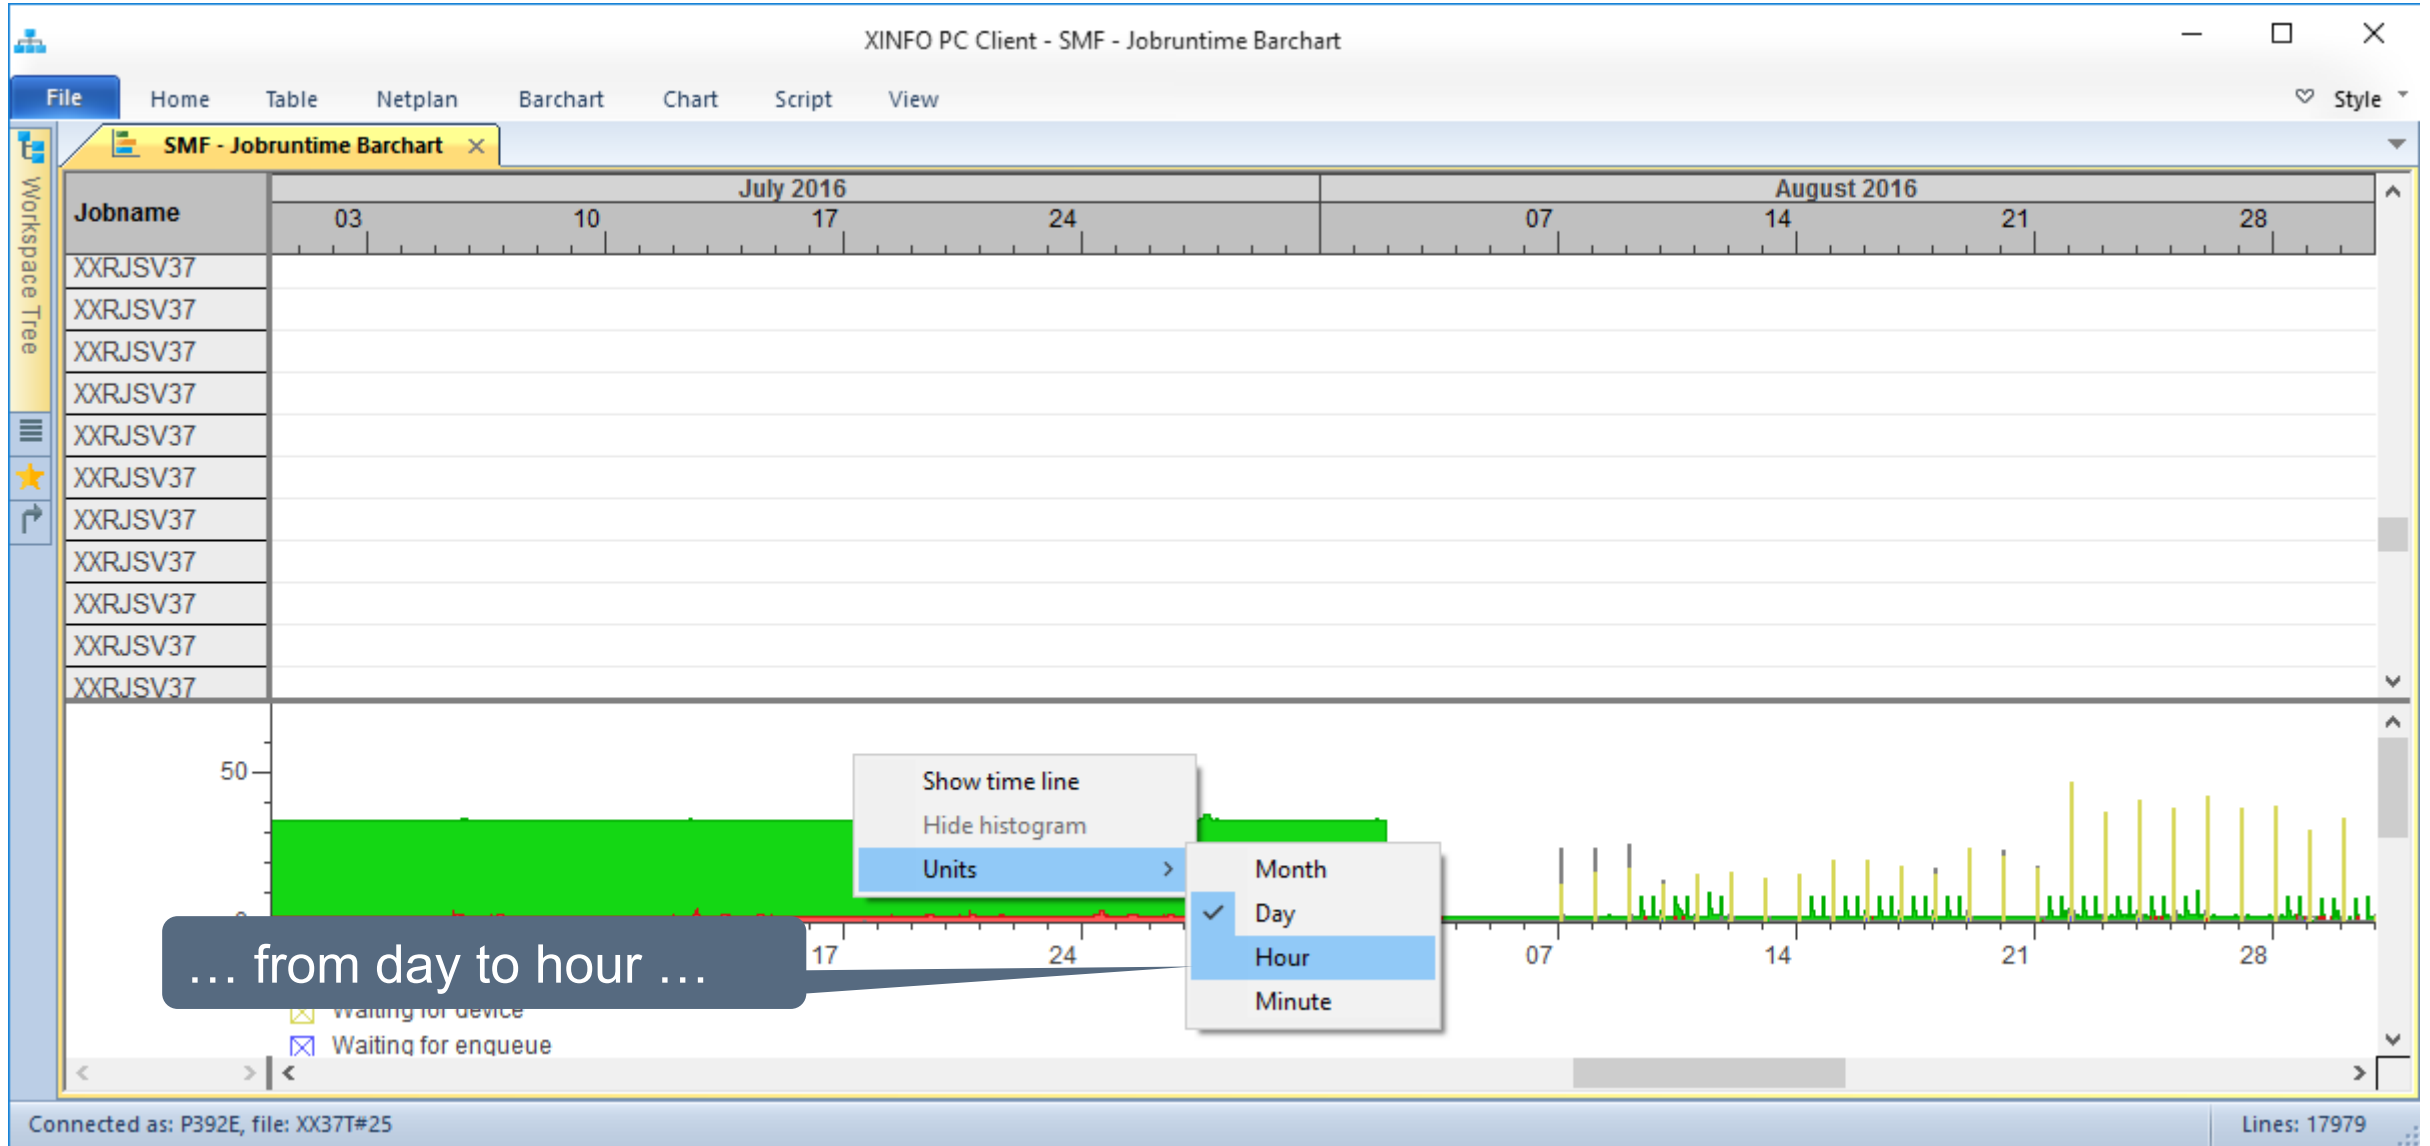 XINFO PC Client - SMF - Jobruntime Barchart
File Home Table Netplan Barchart Chart Script View Style
SMF - Jobruntime Barchart
Workspace Tree
Jobname
July 2016 August 2016
03 10 17 24 07 14 21 28
XXRJSV37
XXRJSV37
XXRJSV37
XXRJSV37
XXRJSV37
XXRJSV37
XXRJSV37
XXRJSV37
XXRJSV37
XXRJSV37
XXRJSV37
50
Show time line
Hide histogram
Units
Month
Day
Hour
Minute
… from day to hour …
17 24 07 14 21 28
Waiting for device
Waiting for enqueue
Connected as: P392E, file: XX37T#25 Lines: 17979